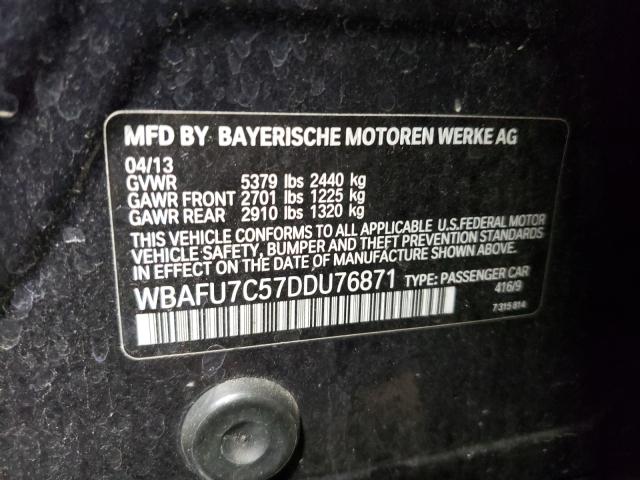 MFD BY BAYERISCHE MOTOREN WERKE AG
04/13
GVWR 5379 lbs 2440 kg
GAWR FRONT 2701 lbs 1225 kg
GAWR REAR 2910 lbs 1320 kg
THIS VEHICLE CONFORMS TO ALL APPLICABLE U.S.FEDERAL MOTOR
VEHICLE SAFETY, BUMPER AND THEFT PREVENTION STANDARDS
IN EFFECT ON THE DATE OF MANUFACTURE SHOWN ABOVE.
WBAFU7C57DDU76871 TYPE: PASSENGER CAR
416/9
7 315 814